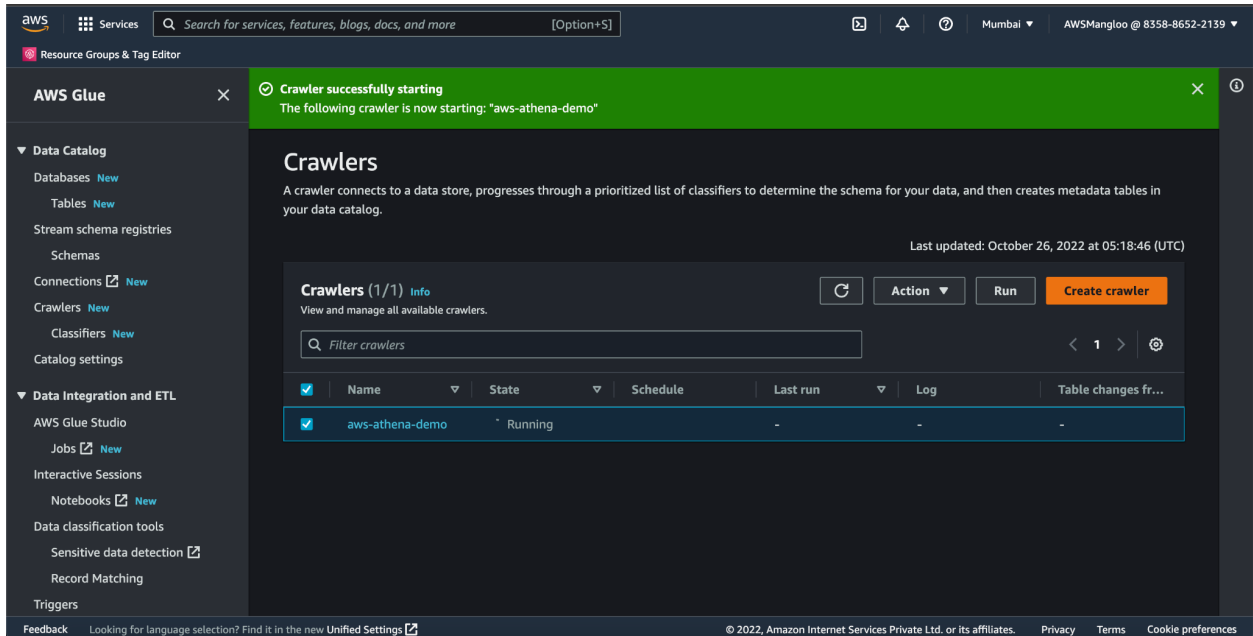 aws
Services
Search for services, features, blogs, docs, and more
[Option+S]
Mumbai ▼
AWSMangloo @ 8358-8652-2139 ▼
Resource Groups & Tag Editor
AWS Glue
Data Catalog
Databases New
Tables New
Stream schema registries
Schemas
Connections New
Crawlers New
Classifiers New
Catalog settings
Data Integration and ETL
AWS Glue Studio
Jobs New
Interactive Sessions
Notebooks New
Data classification tools
Sensitive data detection
Record Matching
Triggers
Crawler successfully starting
The following crawler is now starting: "aws-athena-demo"
Crawlers
A crawler connects to a data store, progresses through a prioritized list of classifiers to determine the schema for your data, and then creates metadata tables in
your data catalog.
Last updated: October 26, 2022 at 05:18:46 (UTC)
Crawlers (1/1) Info
View and manage all available crawlers.
Action ▼
Run
Create crawler
Filter crawlers
< 1 >
Name State Schedule Last run Log Table changes fr...
aws-athena-demo Running - - -
Feedback Looking for language selection? Find it in the new Unified Settings
© 2022, Amazon Internet Services Private Ltd. or its affiliates. Privacy Terms Cookie preferences